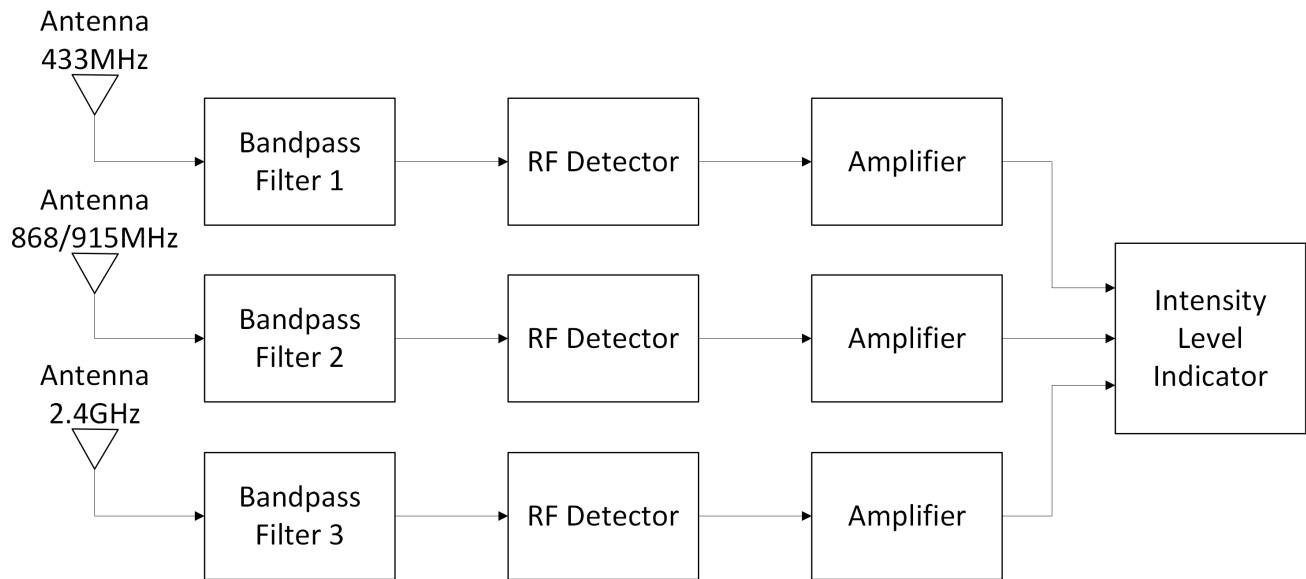 Antenna
433MHz
Bandpass
Filter 1
RF Detector
Amplifier
Antenna
868/915MHz
Bandpass
Filter 2
RF Detector
Amplifier
Intensity
Level
Indicator
Antenna
2.4GHz
Bandpass
Filter 3
RF Detector
Amplifier